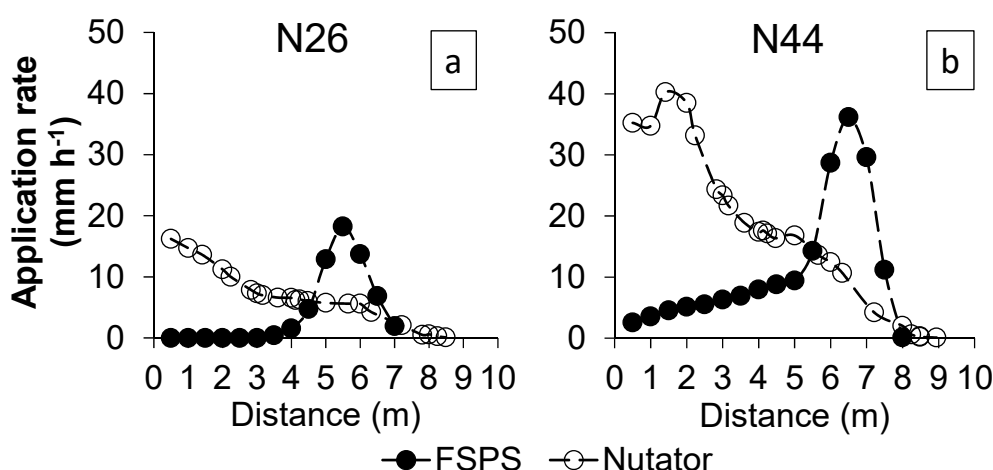 N26
a
Application rate
(mm h-1)
50
40
30
20
10
0
0 1 2 3 4 5 6 7 8 9 10
Distance (m)
N44
b
50
40
30
20
10
0
0 1 2 3 4 5 6 7 8 9 10
Distance (m)
FSPS Nutator